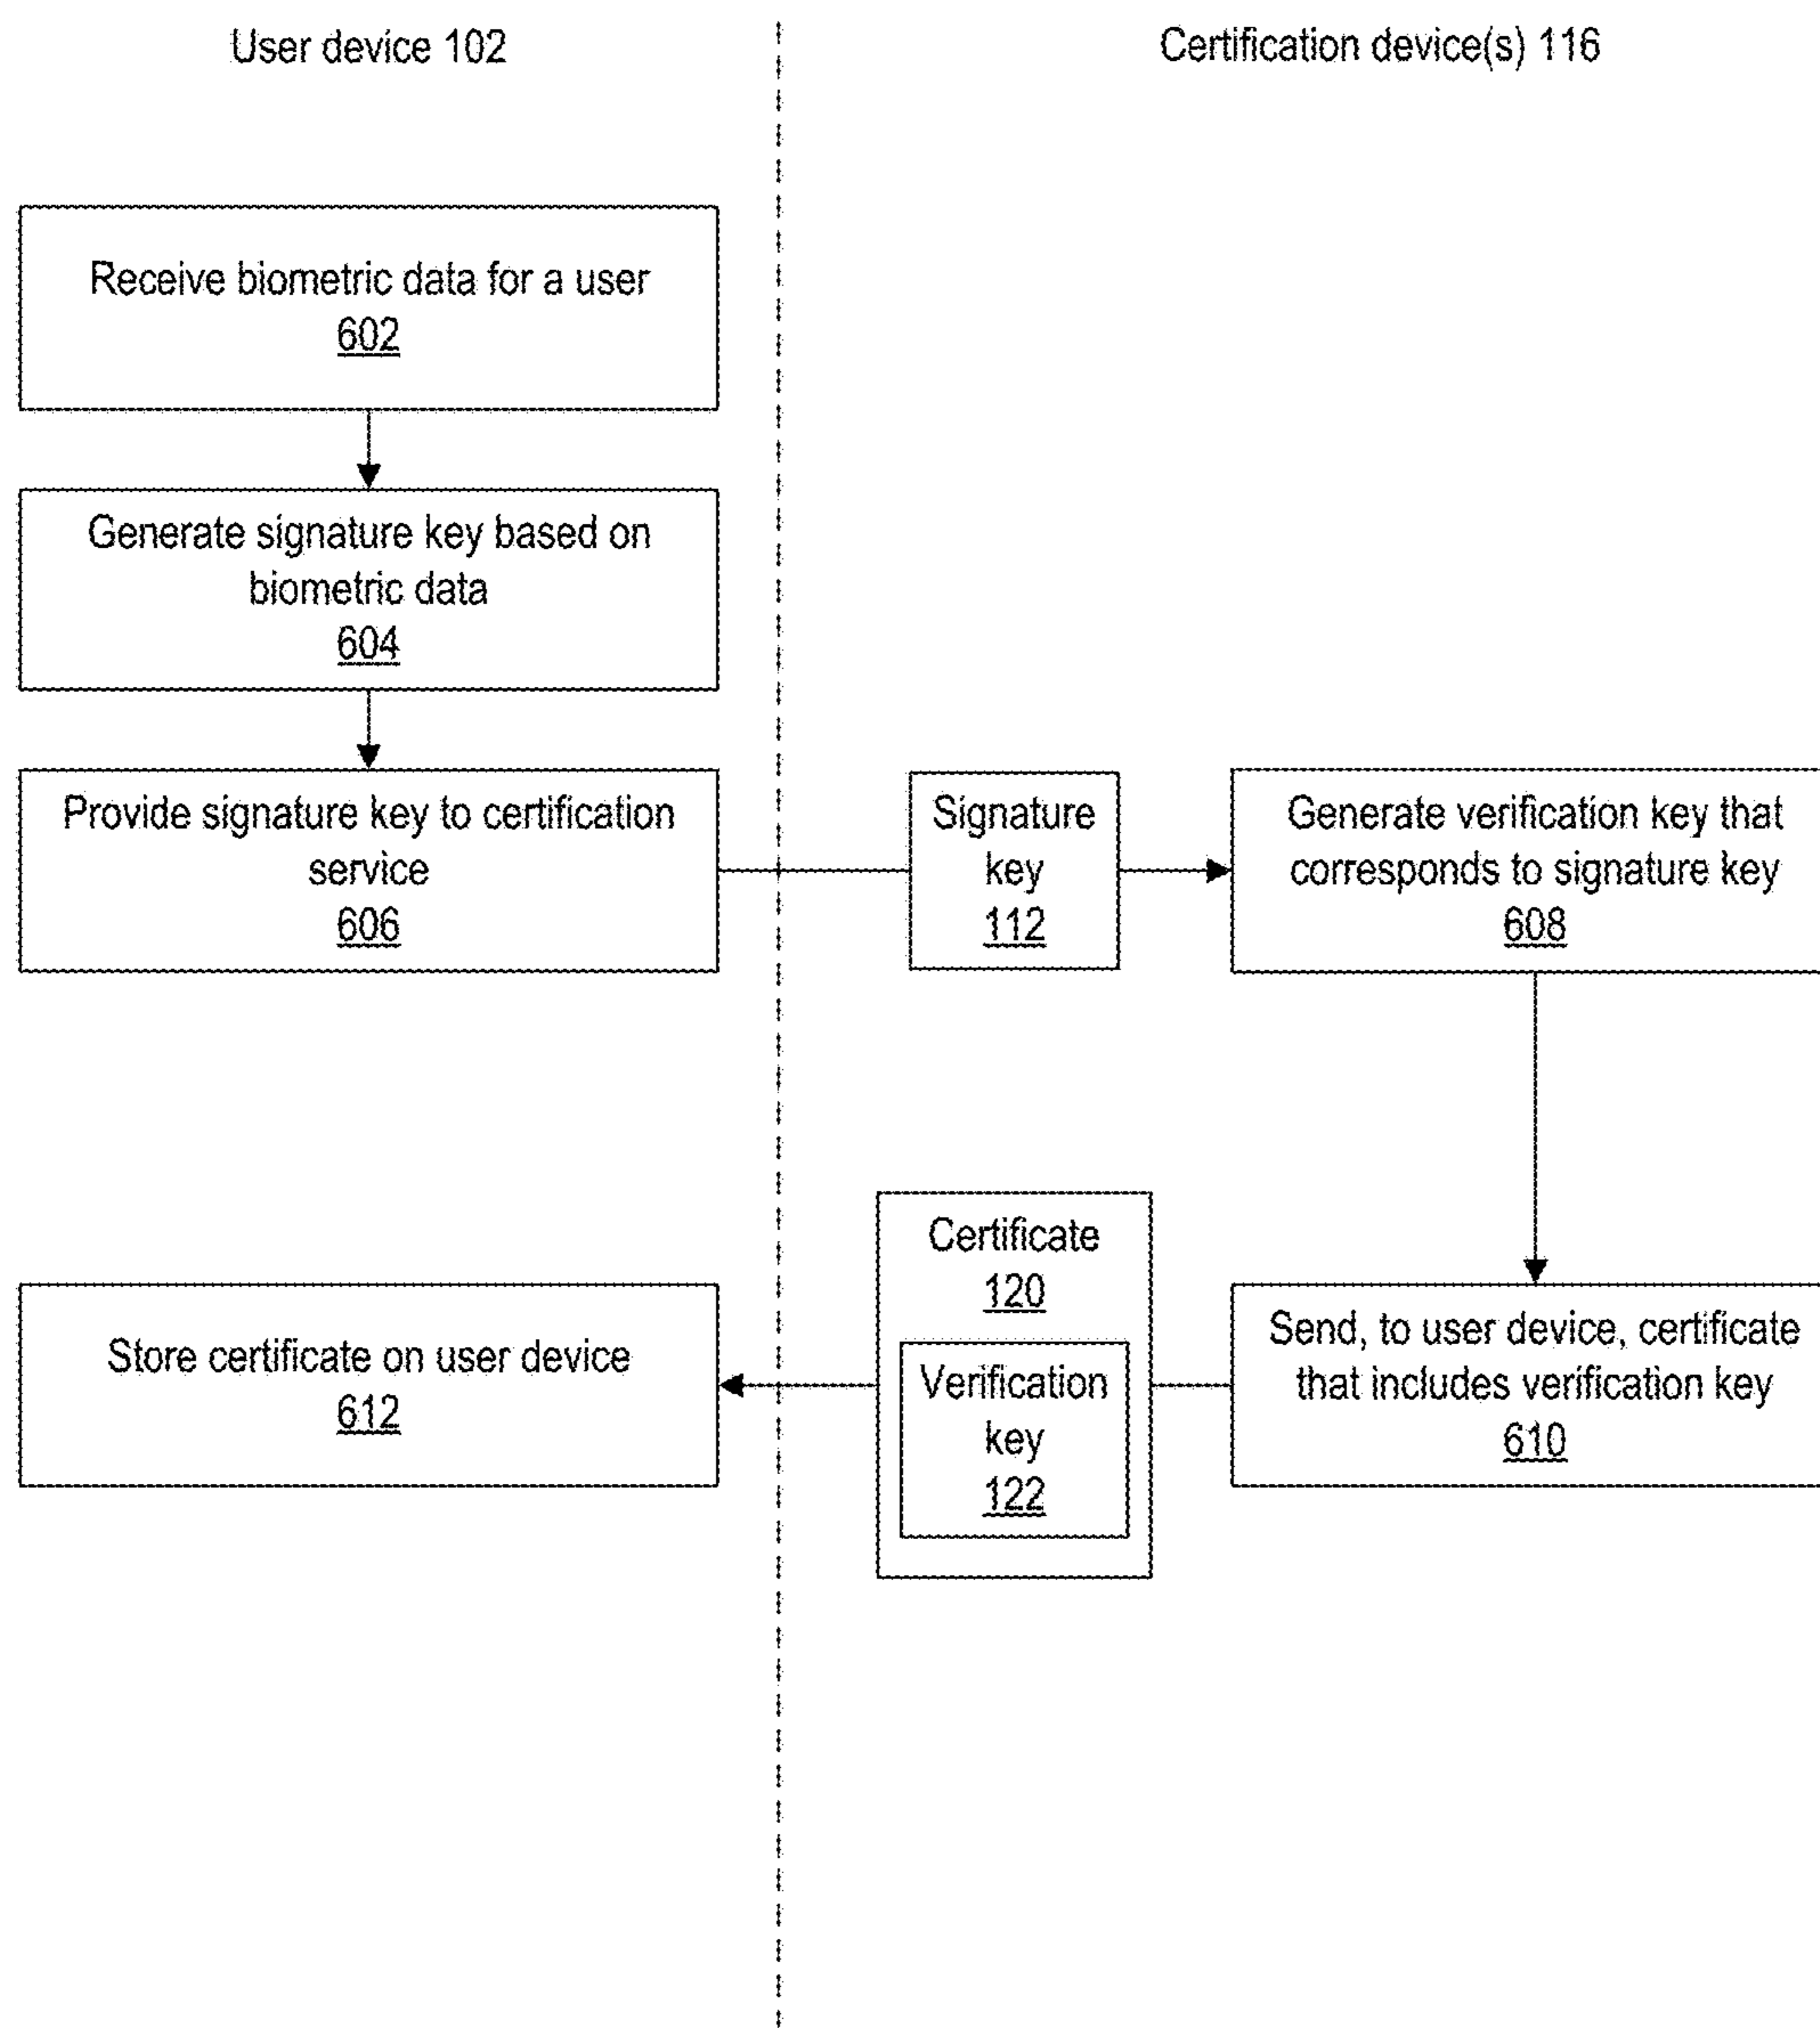 User device 102
Certification device(s) 116
Receive biometric data for a user
602
Generate signature key based on
biometric data
604
Provide signature key to certification
service
606
Signature
key
112
Generate verification key that
corresponds to signature key
608
Certificate
120
Verification
key
122
Send, to user device, certificate
that includes verification key
610
Store certificate on user device
612